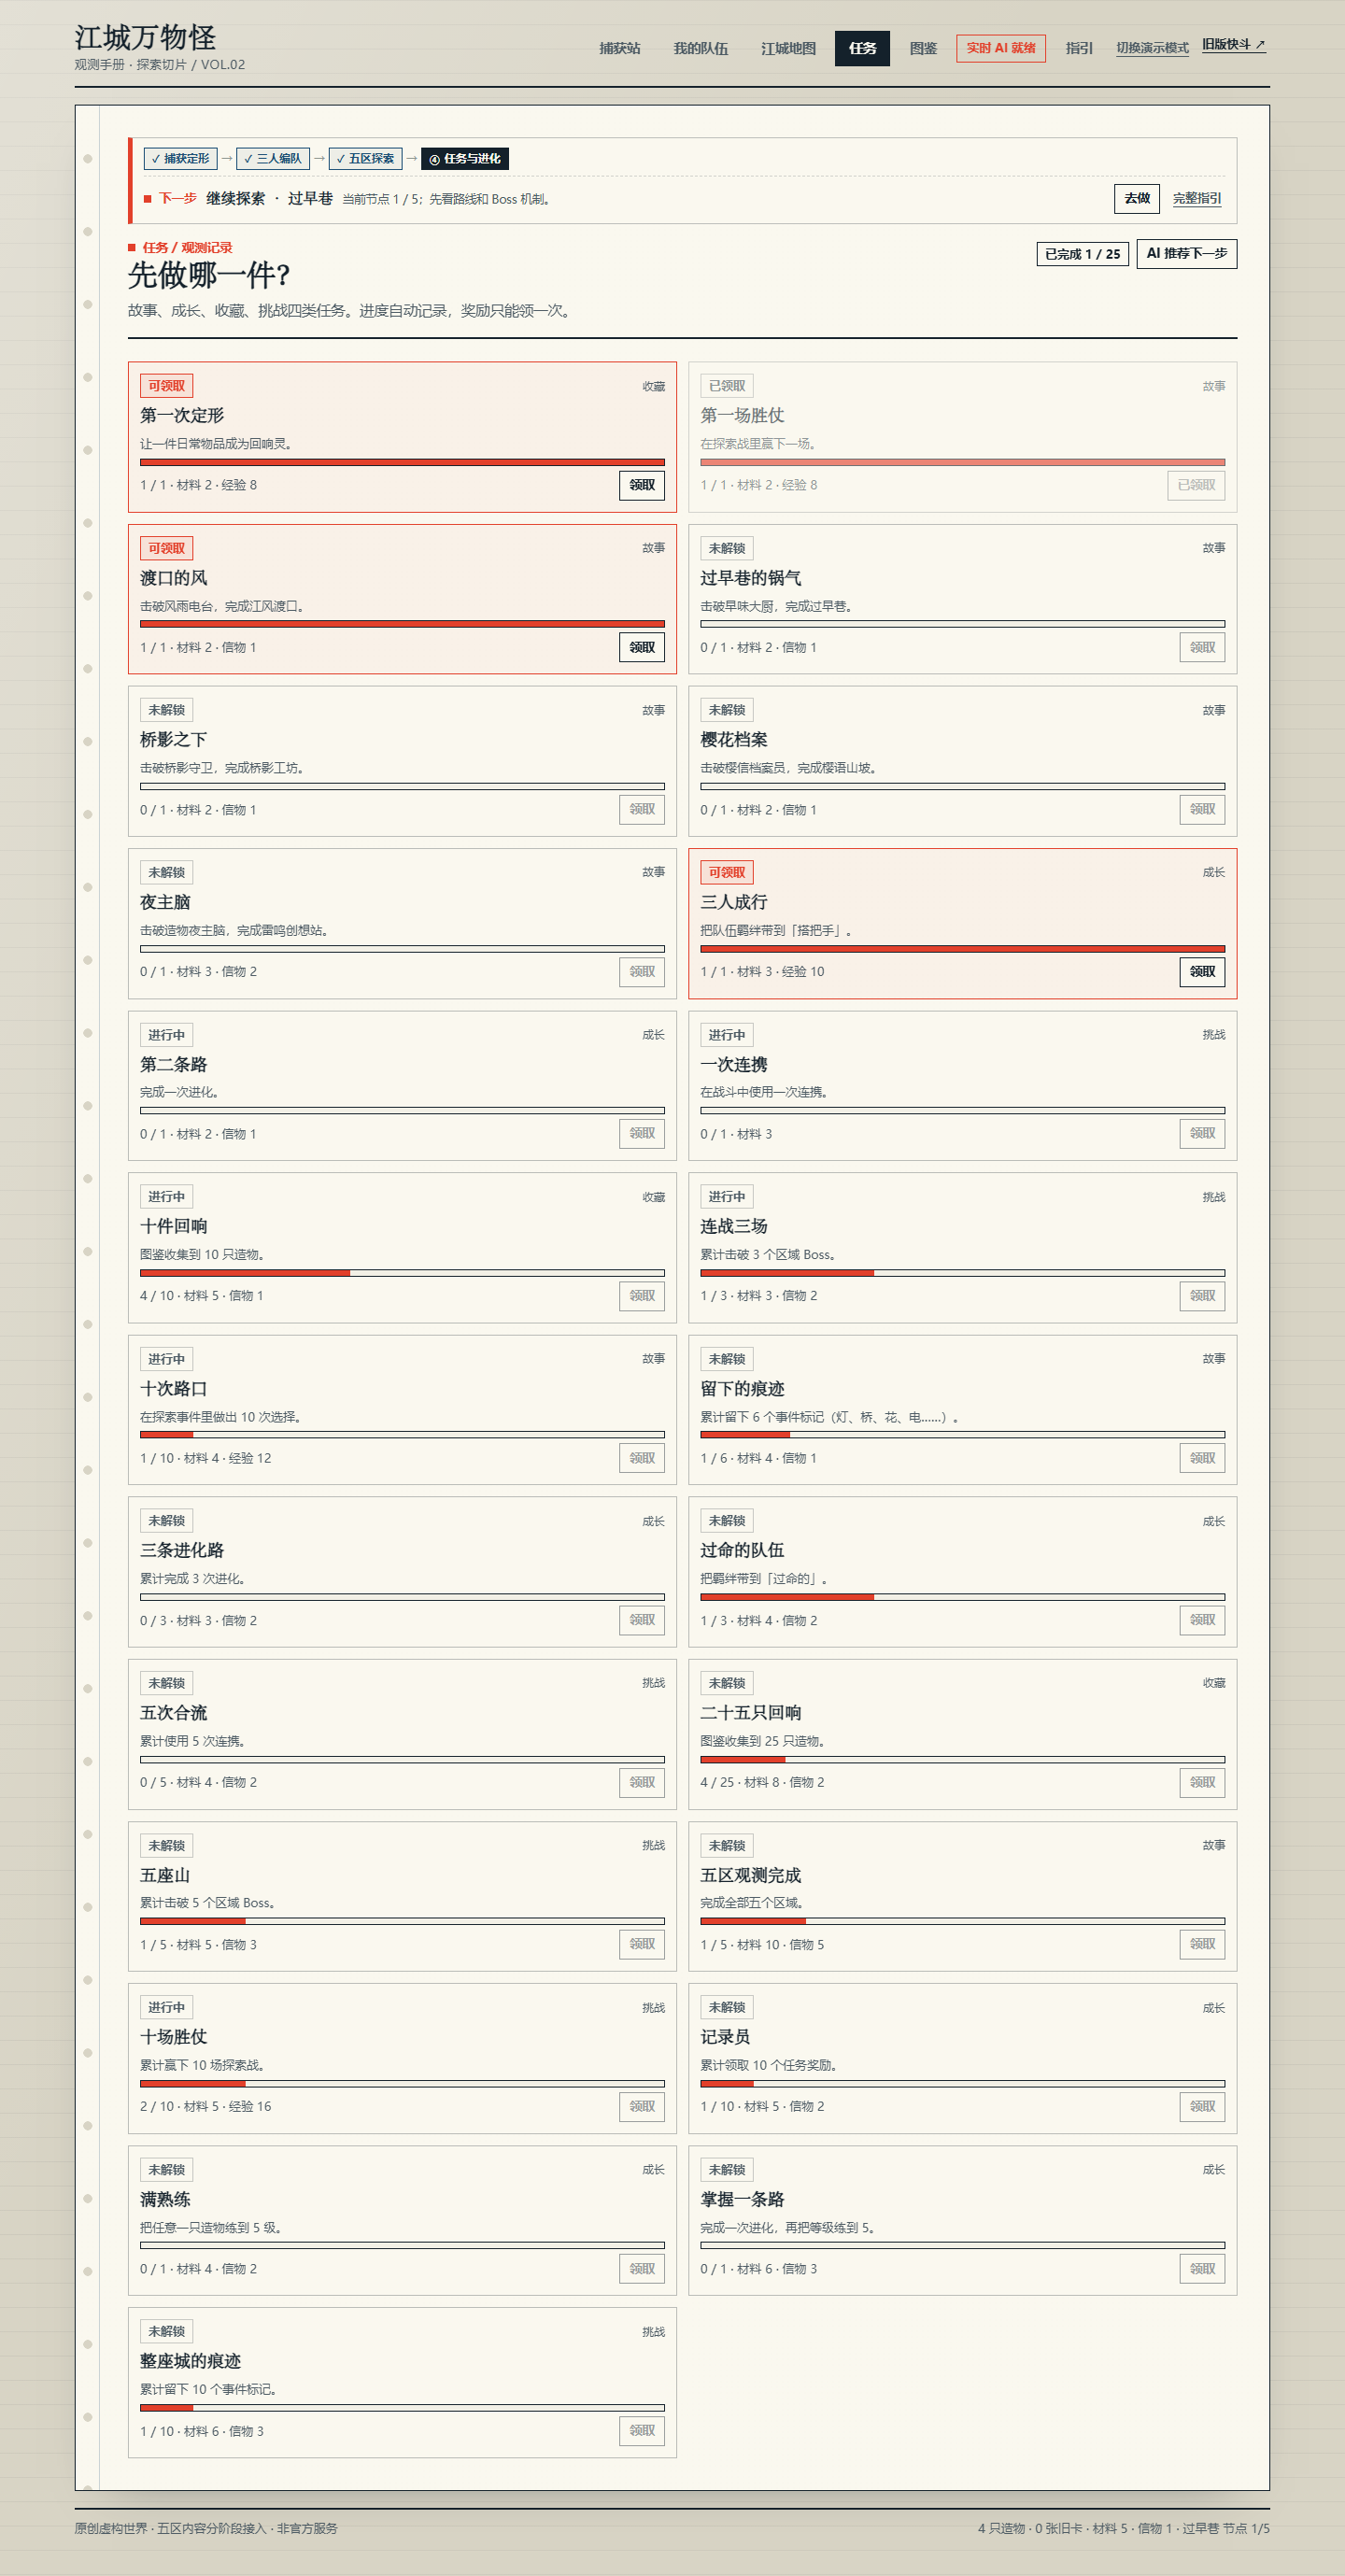 江城万物怪
观测手册 · 探索切片 / VOL.02
捕获站 我的队伍 江城地图 任务 图鉴 实时 AI 就绪 指引 切换演示模式 旧版快斗 ↗
✓ 捕获定形 → ✓ 三人编队 → ✓ 五区探索 → ④ 任务与进化
下一步 继续探索 · 过早巷 当前节点 1 / 5；先看路线和 Boss 机制。 去做 完整指引
任务 / 观测记录
先做哪一件？
已完成 1 / 25 AI 推荐下一步
故事、成长、收藏、挑战四类任务。进度自动记录，奖励只能领一次。
可领取 收藏
第一次定形
让一件日常物品成为回响灵。
1 / 1 · 材料 2 · 经验 8 领取
已领取 故事
第一场胜仗
在探索战里赢下一场。
1 / 1 · 材料 2 · 经验 8 已领取
可领取 故事
渡口的风
击破风雨电台，完成江风渡口。
1 / 1 · 材料 2 · 信物 1 领取
未解锁 故事
过早巷的锅气
击破早味大厨，完成过早巷。
0 / 1 · 材料 2 · 信物 1 领取
未解锁 故事
桥影之下
击破桥影守卫，完成桥影工坊。
0 / 1 · 材料 2 · 信物 1 领取
未解锁 故事
樱花档案
击破樱信档案员，完成樱语山坡。
0 / 1 · 材料 2 · 信物 1 领取
未解锁 故事
夜主脑
击破造物夜主脑，完成雷鸣创想站。
0 / 1 · 材料 3 · 信物 2 领取
可领取 成长
三人成行
把队伍羁绊带到「搭把手」。
1 / 1 · 材料 3 · 经验 10 领取
进行中 成长
第二条路
完成一次进化。
0 / 1 · 材料 2 · 信物 1 领取
进行中 挑战
一次连携
在战斗中使用一次连携。
0 / 1 · 材料 3 领取
进行中 收藏
十件回响
图鉴收集到 10 只造物。
4 / 10 · 材料 5 · 信物 1 领取
进行中 挑战
连战三场
累计击破 3 个区域 Boss。
1 / 3 · 材料 3 · 信物 2 领取
进行中 故事
十次路口
在探索事件里做出 10 次选择。
1 / 10 · 材料 4 · 经验 12 领取
未解锁 故事
留下的痕迹
累计留下 6 个事件标记（灯、桥、花、电……）。
1 / 6 · 材料 4 · 信物 1 领取
未解锁 成长
三条进化路
累计完成 3 次进化。
0 / 3 · 材料 3 · 信物 2 领取
未解锁 成长
过命的队伍
把羁绊带到「过命的」。
1 / 3 · 材料 4 · 信物 2 领取
未解锁 挑战
五次合流
累计使用 5 次连携。
0 / 5 · 材料 4 · 信物 2 领取
未解锁 收藏
二十五只回响
图鉴收集到 25 只造物。
4 / 25 · 材料 8 · 信物 2 领取
未解锁 挑战
五座山
累计击破 5 个区域 Boss。
1 / 5 · 材料 5 · 信物 3 领取
未解锁 故事
五区观测完成
完成全部五个区域。
1 / 5 · 材料 10 · 信物 5 领取
进行中 挑战
十场胜仗
累计赢下 10 场探索战。
2 / 10 · 材料 5 · 经验 16 领取
未解锁 成长
记录员
累计领取 10 个任务奖励。
1 / 10 · 材料 5 · 信物 2 领取
未解锁 成长
满熟练
把任意一只造物练到 5 级。
0 / 1 · 材料 4 · 信物 2 领取
未解锁 成长
掌握一条路
完成一次进化，再把等级练到 5。
0 / 1 · 材料 6 · 信物 3 领取
未解锁 挑战
整座城的痕迹
累计留下 10 个事件标记。
1 / 10 · 材料 6 · 信物 3 领取
原创虚构世界 · 五区内容分阶段接入 · 非官方服务
4 只造物 · 0 张旧卡 · 材料 5 · 信物 1 · 过早巷 节点 1/5